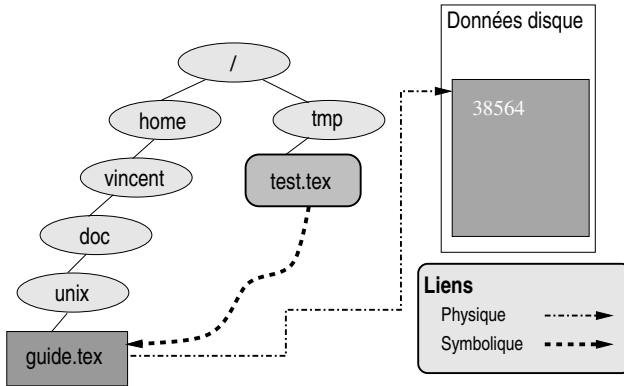 Données disque
/
38564
home
tmp
vincent
test.tex
doc
unix
Liens
Physique
Symbolique
guide.tex